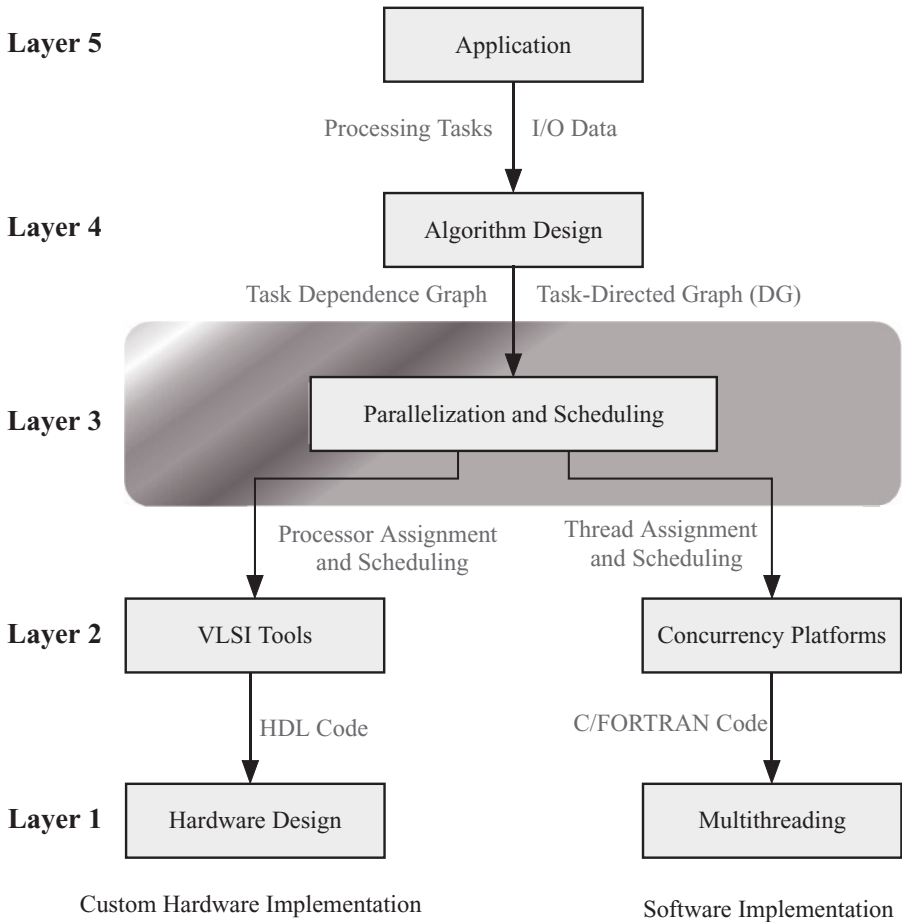 Layer 5
Application
Processing Tasks
I/O Data
Layer 4
Algorithm Design
Task Dependence Graph
Task-Directed Graph (DG)
Layer 3
Parallelization and Scheduling
Processor Assignment
and Scheduling
Thread Assignment
and Scheduling
Layer 2
VLSI Tools
Concurrency Platforms
HDL Code
C/FORTRAN Code
Layer 1
Hardware Design
Multithreading
Custom Hardware Implementation
Software Implementation